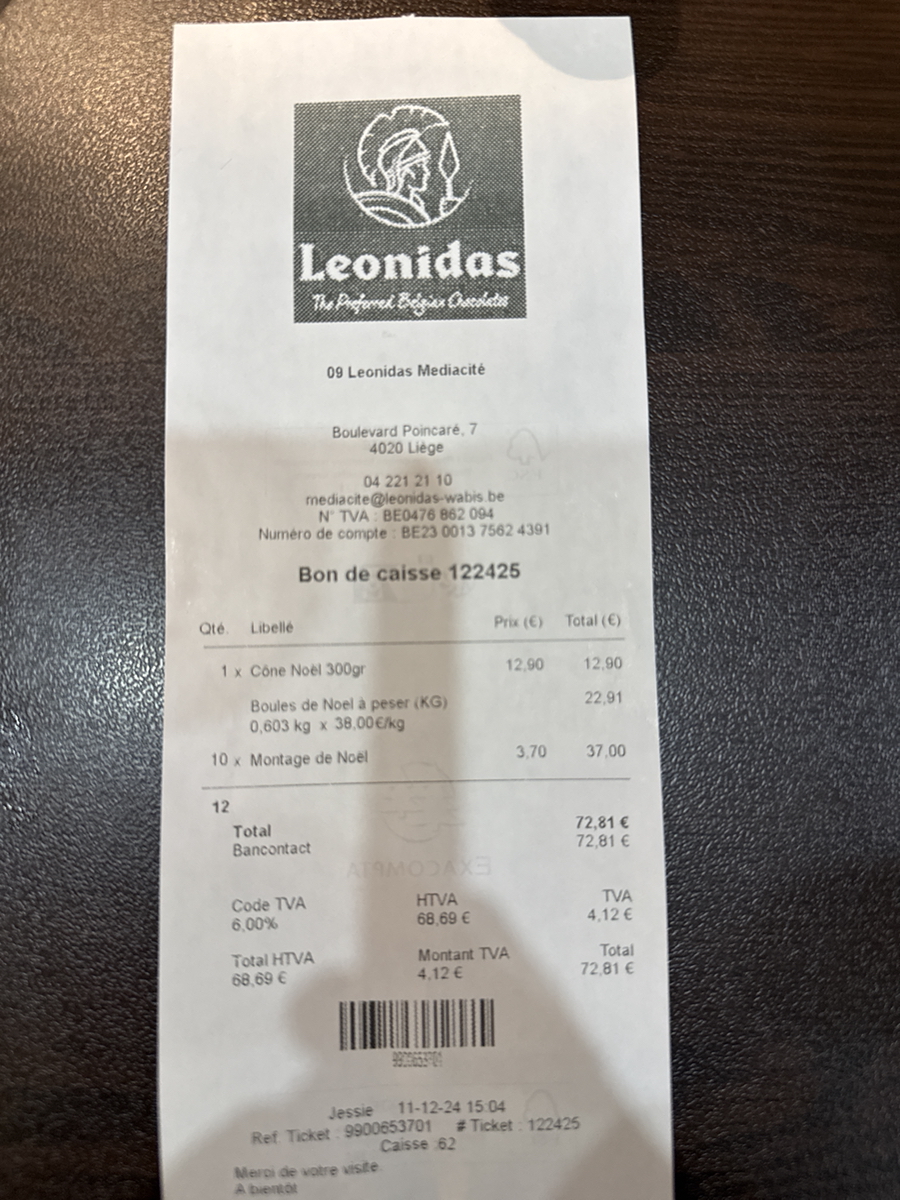 Leonidas
The Preferred Belgian Chocolates
09 Leonidas Mediacité
Boulevard Poincaré, 7
4020 Liège
04 221 21 10
mediacite@leonidas-wabis.be
N° TVA : BE0476 862 094
Numéro de compte : BE23 0013 7562 4391
Bon de caisse 122425
Qté. Libellé Prix (€) Total (€)
1 x Cône Noël 300gr 12,90 12,90
Boules de Noel à peser (KG) 22,91
0,603 kg x 38,00€/kg
10 x Montage de Noël 3,70 37,00
12
Total 72,81 €
Bancontact 72,81 €
Code TVA HTVA TVA
6,00% 68,69 € 4,12 €
Total HTVA Montant TVA Total
68,69 € 4,12 € 72,81 €
9900653701
Jessie 11-12-24 15:04
Ref. Ticket : 9900653701 # Ticket : 122425
Caisse :62
Merci de votre visite.
A bientôt
EXACOMPTA